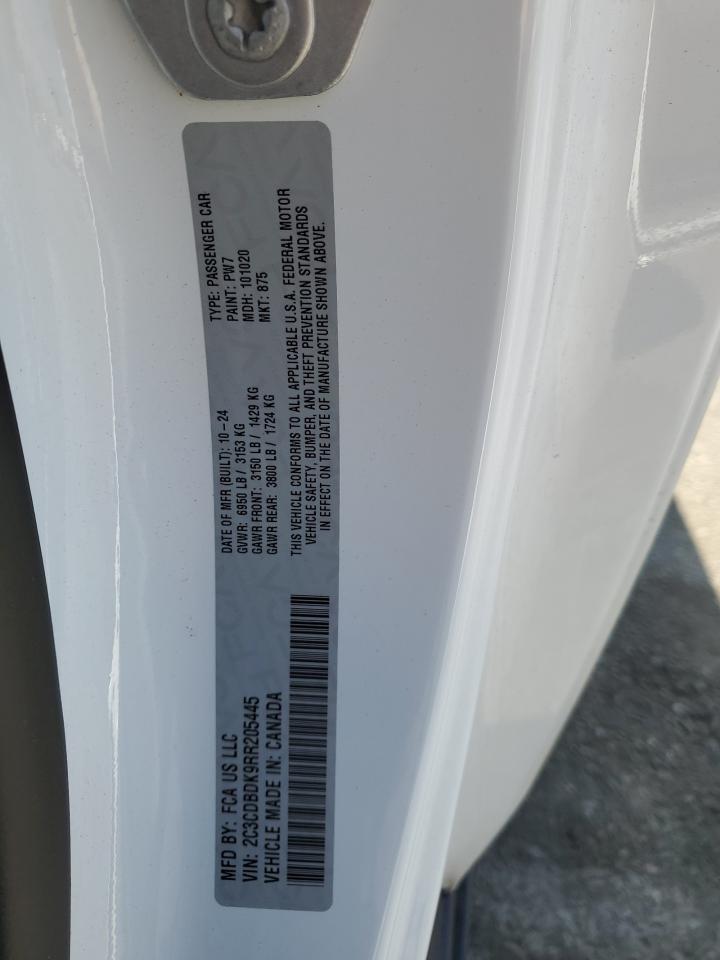 MFD BY: FCA US LLC
VIN: 2C3CDBDK9RR205445
VEHICLE MADE IN: CANADA
DATE OF MFR (BUILT): 10-24
GVWR: 6950 LB / 3153 KG
GAWR FRONT: 3150 LB / 1429 KG
GAWR REAR: 3800 LB / 1724 KG
TYPE: PASSENGER CAR
PAINT: PW7
MDH: 101020
MKT: 875
THIS VEHICLE CONFORMS TO ALL APPLICABLE U.S.A. FEDERAL MOTOR
VEHICLE SAFETY, BUMPER, AND THEFT PREVENTION STANDARDS
IN EFFECT ON THE DATE OF MANUFACTURE SHOWN ABOVE.